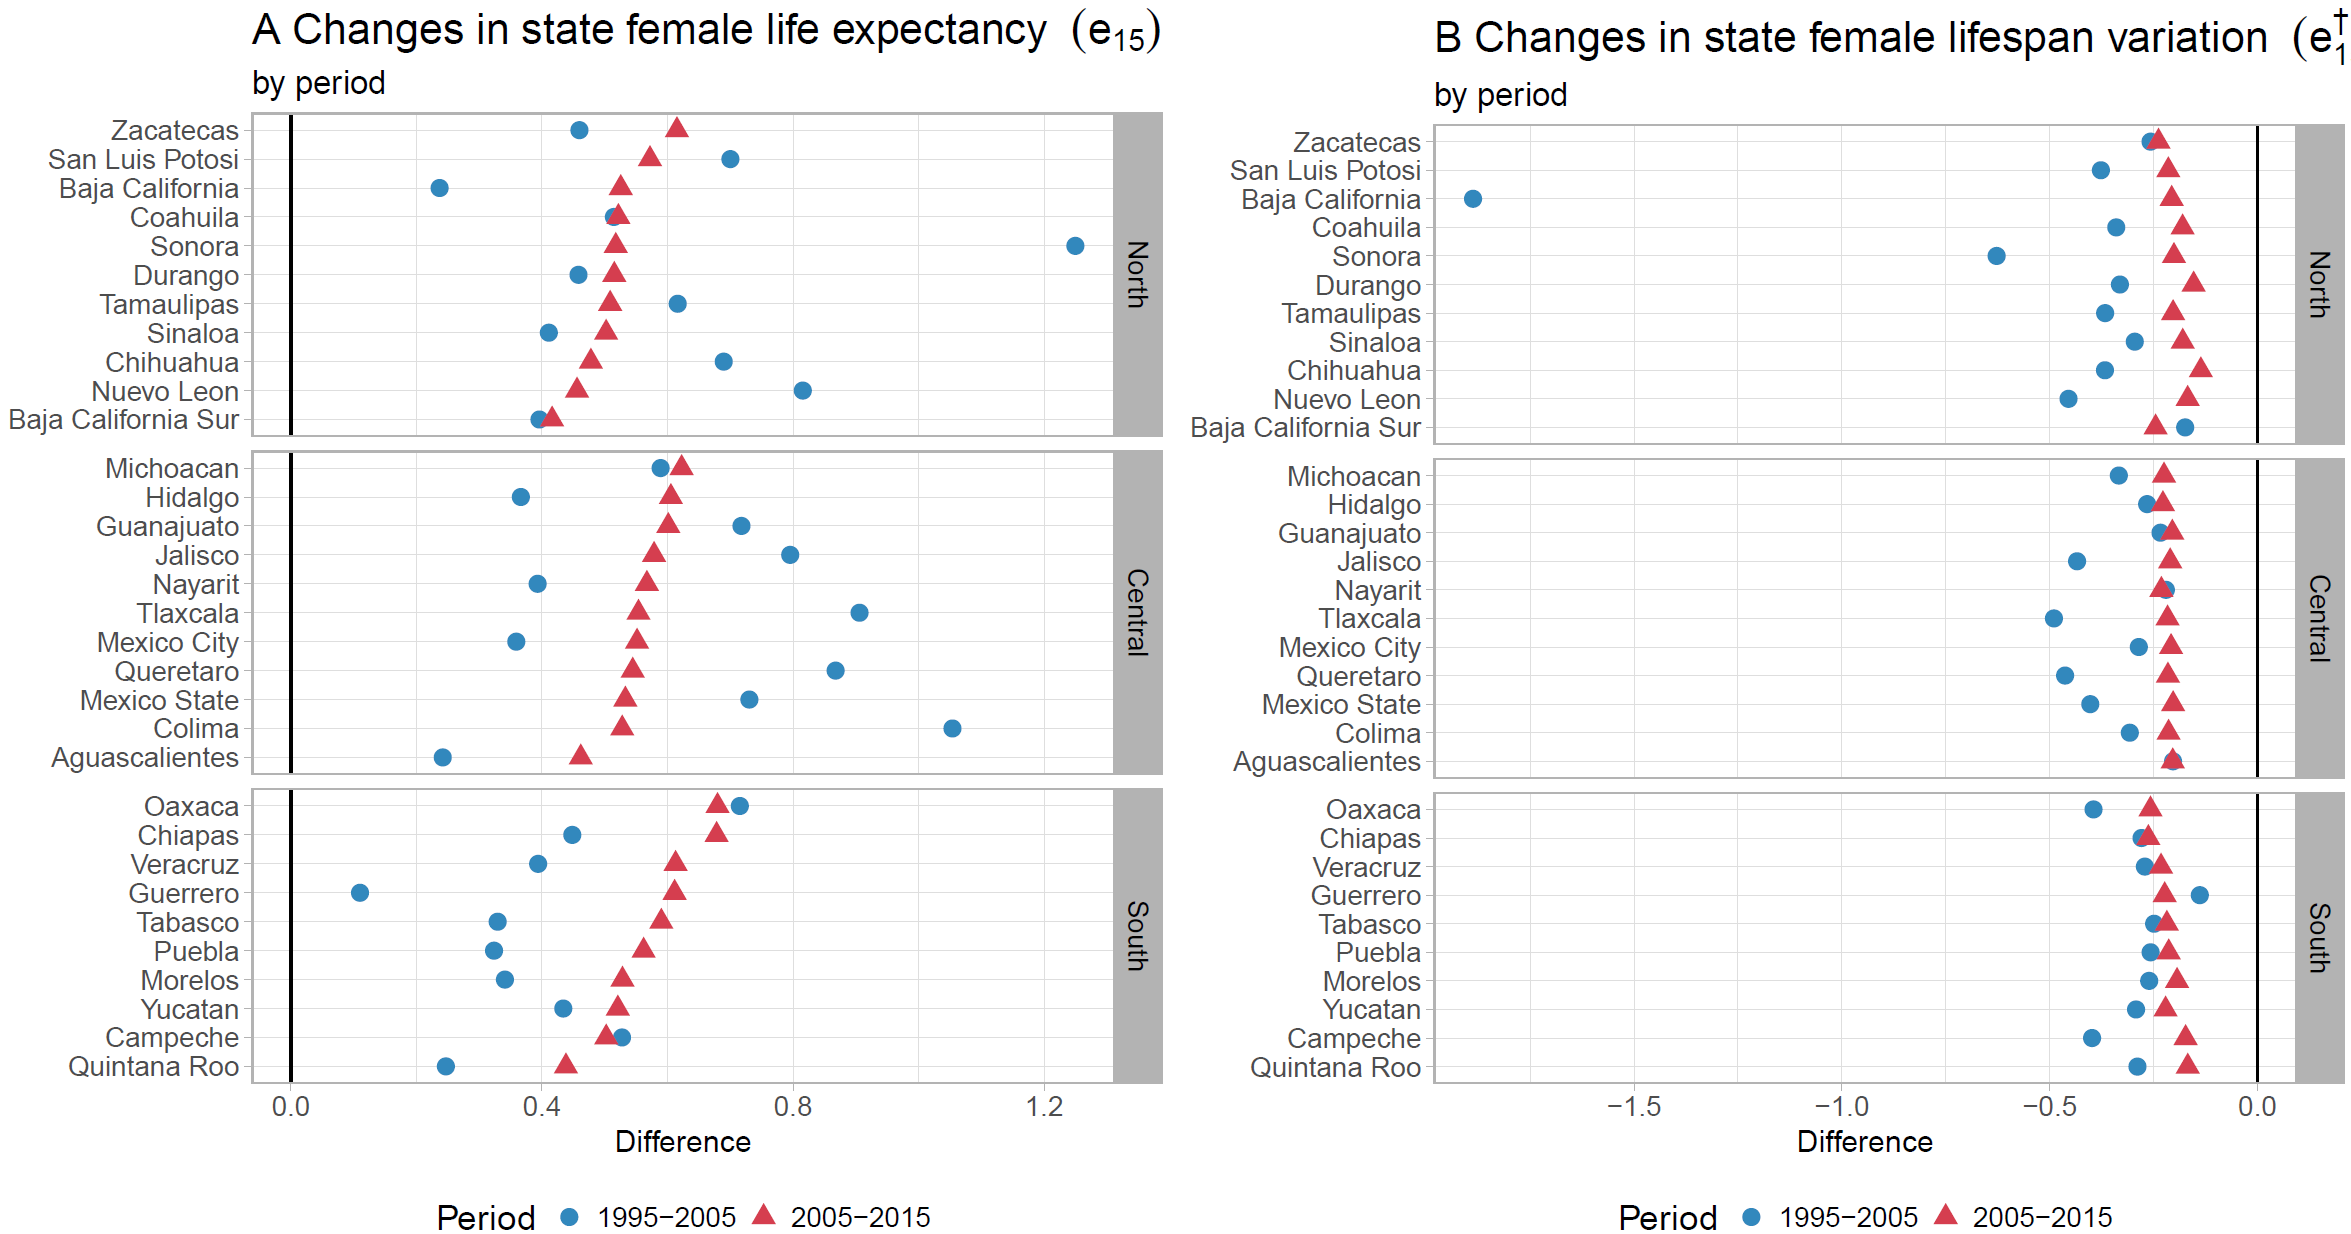 A Changes in state female life expectancy (e15)
by period
Zacatecas
San Luis Potosi
Baja California
Coahuila
Sonora
Durango
Tamaulipas
Sinaloa
Chihuahua
Nuevo Leon
Baja California Sur
North
Michoacan
Hidalgo
Guanajuato
Jalisco
Nayarit
Tlaxcala
Mexico City
Queretaro
Mexico State
Colima
Aguascalientes
Central
Oaxaca
Chiapas
Veracruz
Guerrero
Tabasco
Puebla
Morelos
Yucatan
Campeche
Quintana Roo
South
0.0 0.4 0.8 1.2
Difference
Period 1995−2005 2005−2015
B Changes in state female lifespan variation (e†1
by period
Zacatecas
San Luis Potosi
Baja California
Coahuila
Sonora
Durango
Tamaulipas
Sinaloa
Chihuahua
Nuevo Leon
Baja California Sur
North
Michoacan
Hidalgo
Guanajuato
Jalisco
Nayarit
Tlaxcala
Mexico City
Queretaro
Mexico State
Colima
Aguascalientes
Central
Oaxaca
Chiapas
Veracruz
Guerrero
Tabasco
Puebla
Morelos
Yucatan
Campeche
Quintana Roo
South
−1.5 −1.0 −0.5 0.0
Difference
Period 1995−2005 2005−2015